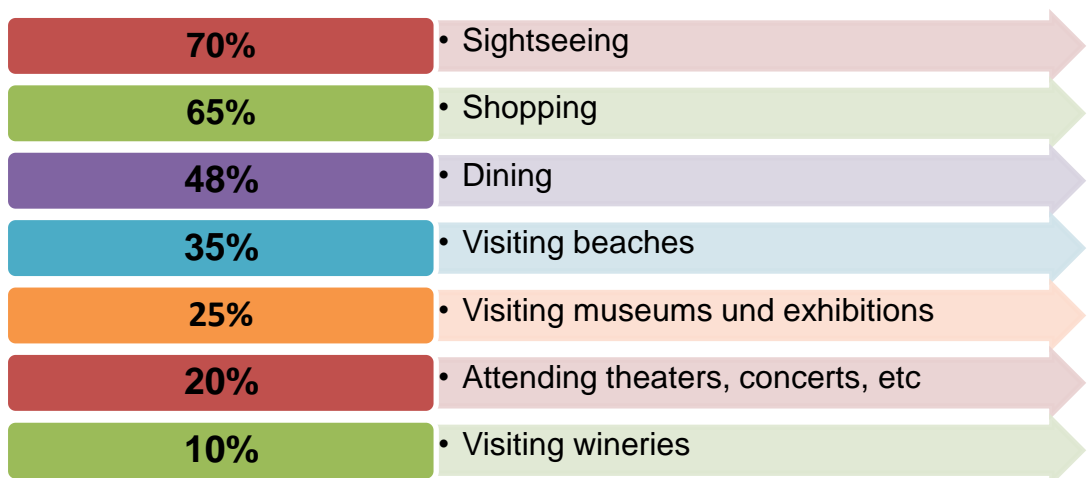 70% • Sightseeing
65% • Shopping
48% • Dining
35% • Visiting beaches
25% • Visiting museums und exhibitions
20% • Attending theaters, concerts, etc
10% • Visiting wineries